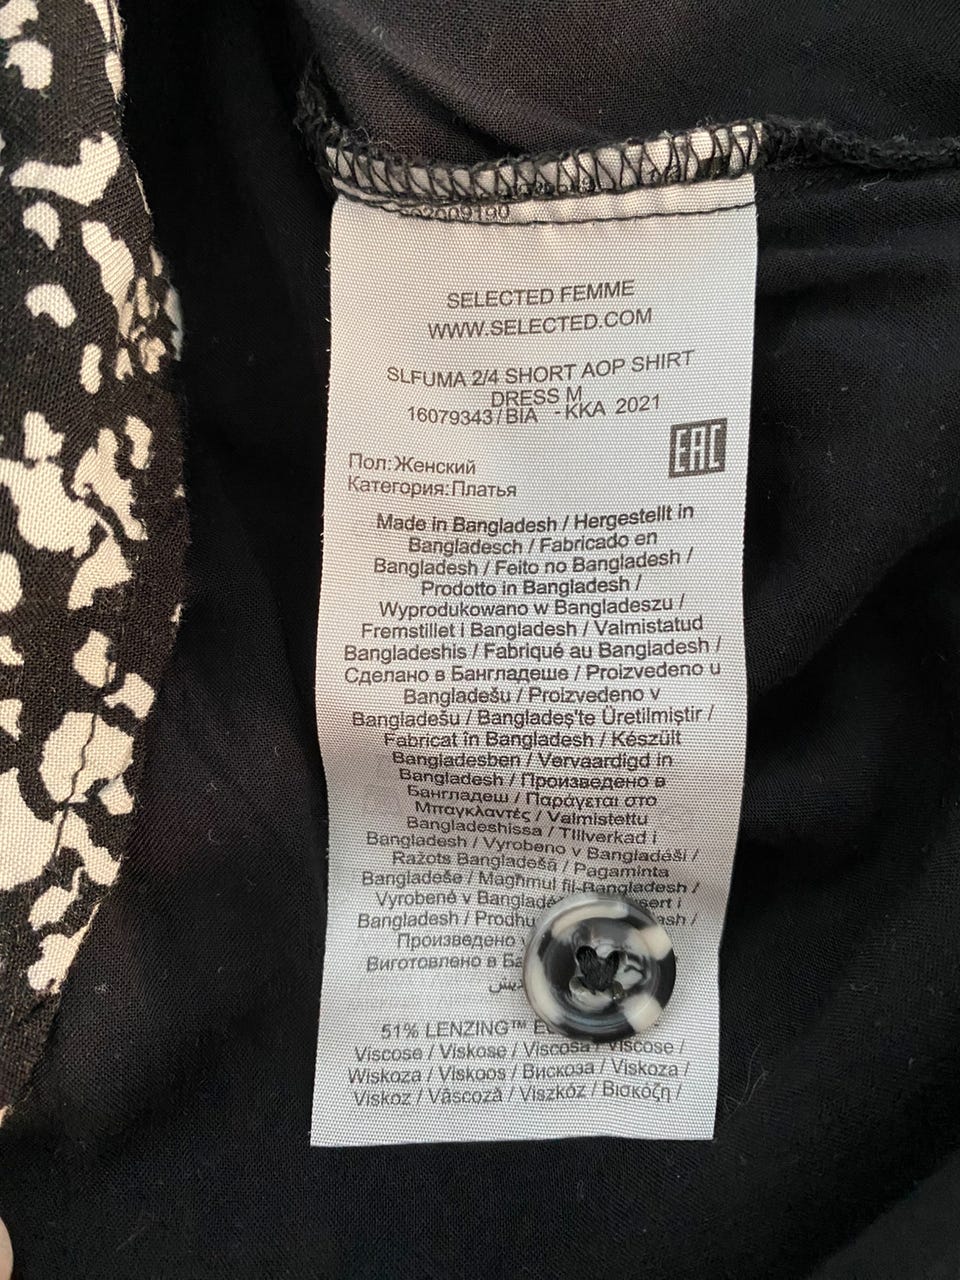 SELECTED FEMME
WWW.SELECTED.COM
SLFUMA 2/4 SHORT AOP SHIRT
DRESS M
16079343/BIA - KKA 2021
EAC
Пол:Женский
Категория:Платья
Made in Bangladesh / Hergestellt in
Bangladesch / Fabricado en
Bangladesh / Feito no Bangladesh /
Prodotto in Bangladesh /
Wyprodukowano w Bangladeszu /
Fremstillet i Bangladesh / Valmistatud
Bangladeshis / Fabriqué au Bangladesh /
Сделано в Бангладеше / Proizvedeno u
Bangladešu / Proizvedeno v
Bangladešu / Bangladeş'te Üretilmiştir /
Fabricat în Bangladesh / Készült
Bangladesben / Vervaardigd in
Bangladesh / Произведено в
Бангладеш / Παράγεται στο
Μπαγκλαντές / Valmistettu
Bangladeshissa / Tillverkad i
Bangladesh / Vyrobeno v Bangladéši /
Ražots Bangladešā / Pagaminta
Bangladeše / Magħmul fil-Bangladesh /
Vyrobené v
Bangladesh /
Произведено
Виготовлено в
51% LENZING™
Viscose / Viskose / Viscosa / Viscose /
Wiskoza / Viskoos / Вискоза / Viskoza /
Viskoz / Vâscoză / Viszkóz / Βισκόζη /